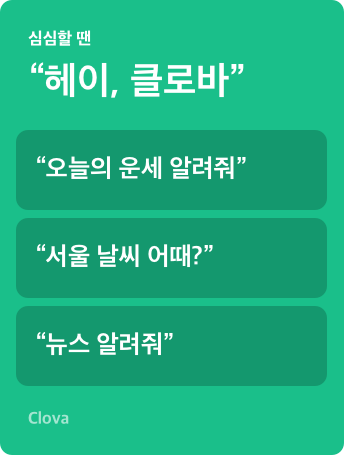 심심할 땐
“헤이, 클로바”
“오늘의 운세 알려줘”
“서울 날씨 어때?”
“뉴스 알려줘”
Clova